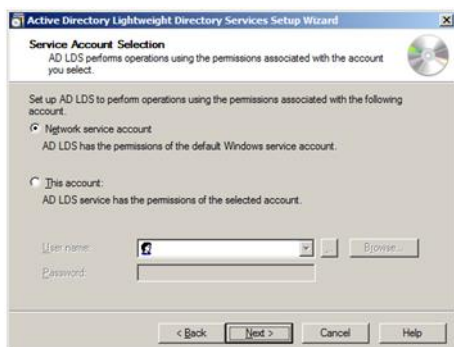 Active Directory Lightweight Directory Services Setup Wizard
Service Account Selection
AD LDS performs operations using the permissions associated with the account
you select.
Set up AD LDS to perform operations using the permissions associated with the following
account.
Network service account
AD LDS has the permissions of the default Windows service account.
This account:
AD LDS service has the permissions of the selected account.
User name:
... Browse...
Password:
< Back Next > Cancel Help